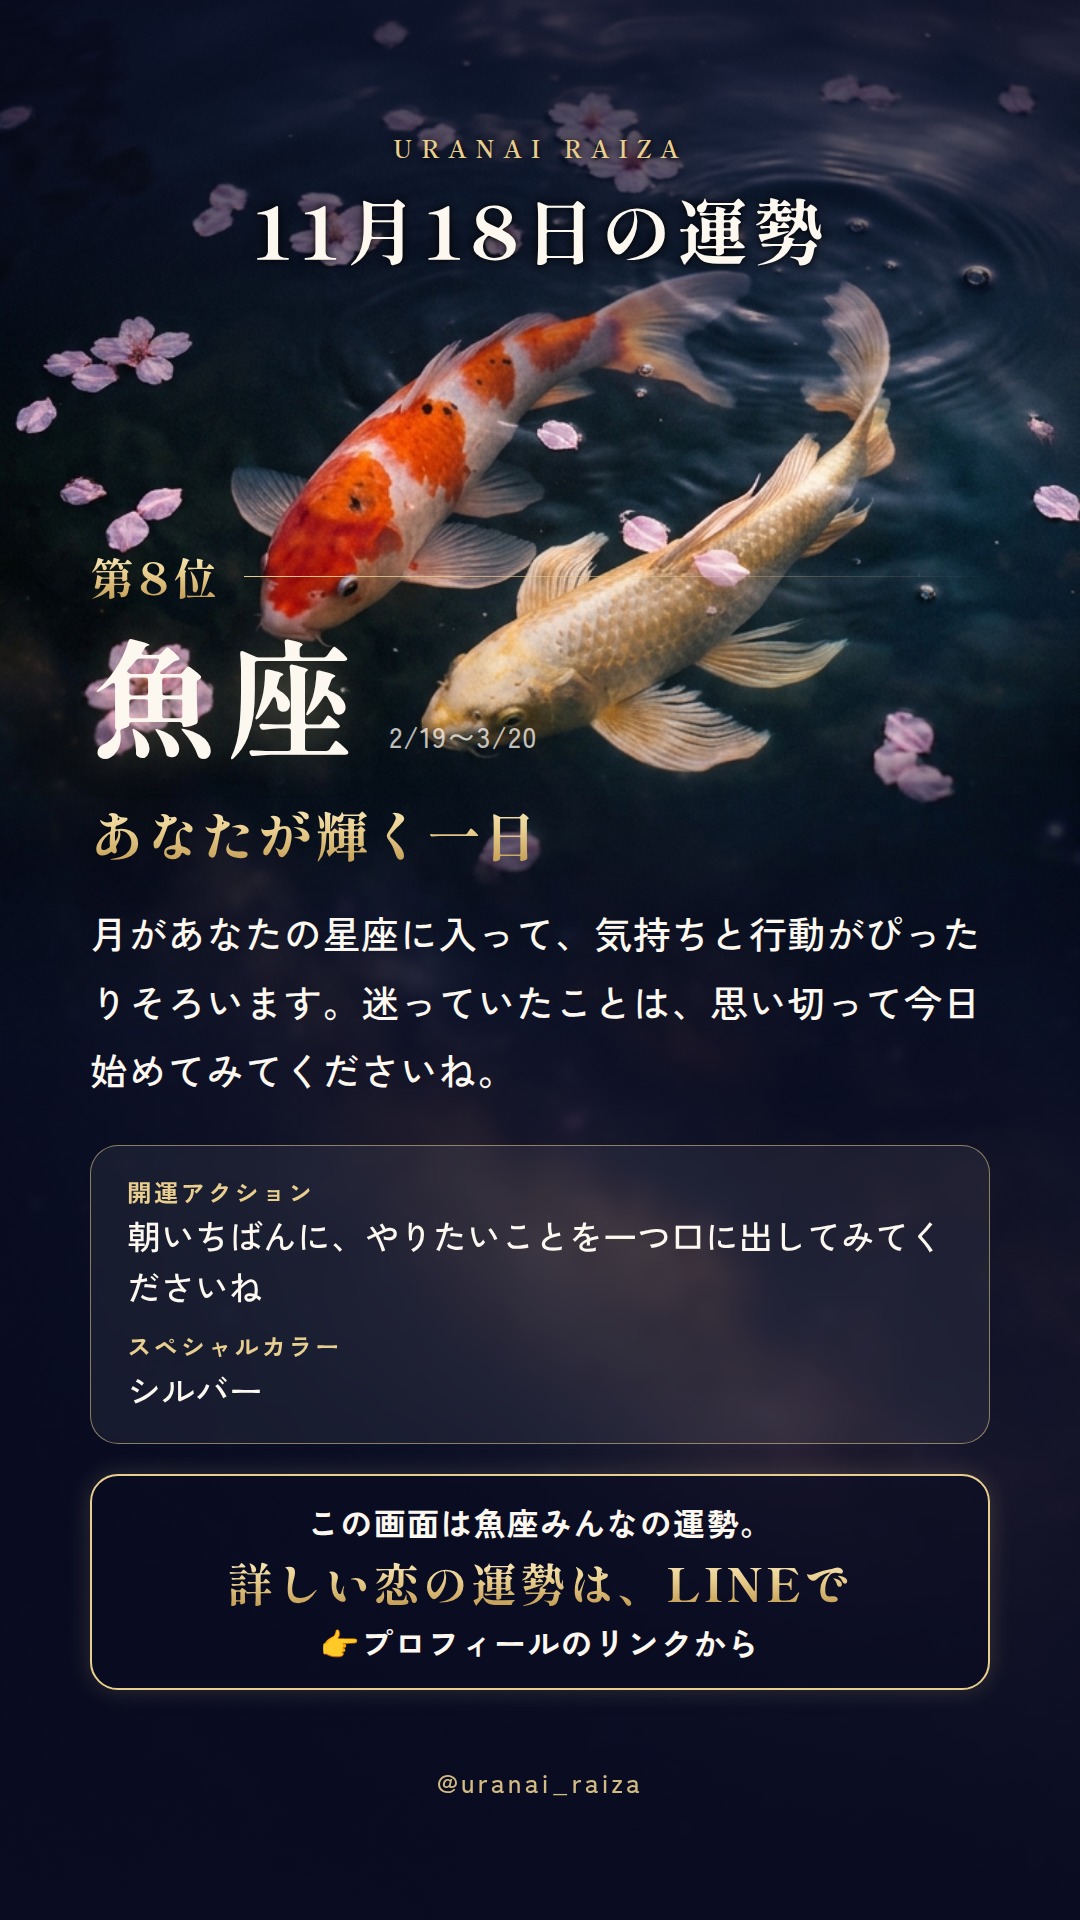 URANAI RAIZA
11月18日の運勢
第8位
魚座 2/19〜3/20
あなたが輝く一日
月があなたの星座に入って、気持ちと行動がぴった
りそろいます。迷っていたことは、思い切って今日
始めてみてくださいね。
開運アクション
朝いちばんに、やりたいことを一つ口に出してみてく
ださいね
スペシャルカラー
シルバー
この画面は魚座みんなの運勢。
詳しい恋の運勢は、LINEで
👉プロフィールのリンクから
@uranai_raiza